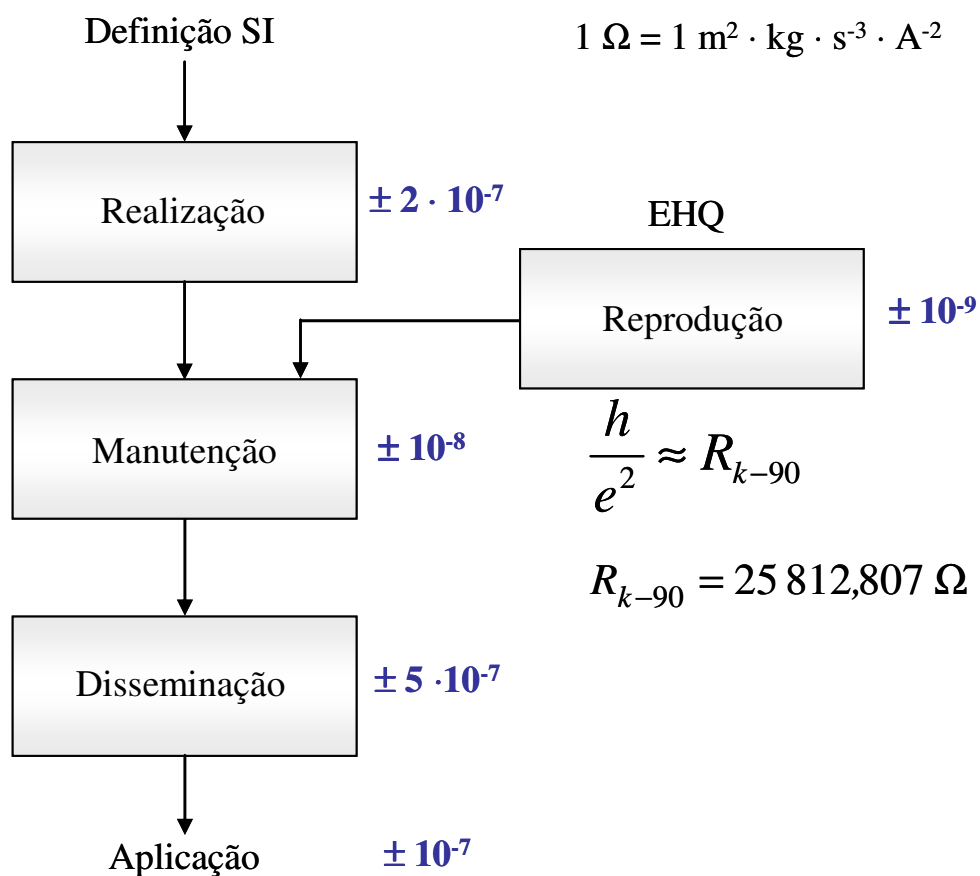 Definição SI
1 Ω = 1 m² · kg · s⁻³ · A⁻²
Realização
± 2 · 10⁻⁷
EHQ
Reprodução
± 10⁻⁹
Manutenção
± 10⁻⁸
h/e² ≈ Rₖ₋₉₀
Rₖ₋₉₀ = 25 812,807 Ω
Disseminação
± 5 ·10⁻⁷
Aplicação
± 10⁻⁷